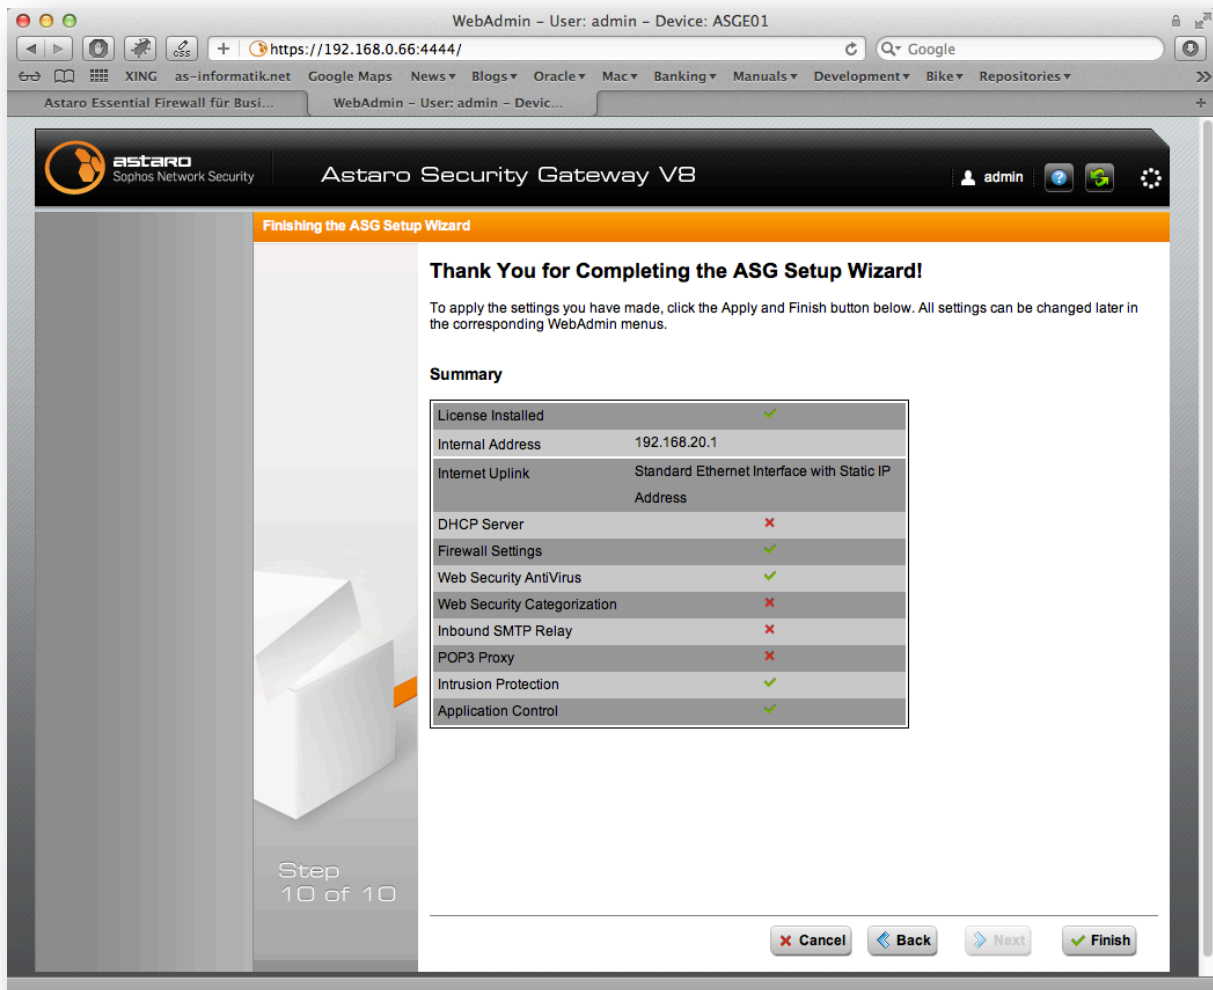 WebAdmin – User: admin – Device: ASGE01
css + https://192.168.0.66:4444/ Google
XING as-informatik.net Google Maps News Blogs Oracle Mac Banking Manuals Development Bike Repositories
Astaro Essential Firewall für Busi... WebAdmin – User: admin – Devic...
astaro
Sophos Network Security
Astaro Security Gateway V8
admin
Finishing the ASG Setup Wizard
Thank You for Completing the ASG Setup Wizard!
To apply the settings you have made, click the Apply and Finish button below. All settings can be changed later in
the corresponding WebAdmin menus.
Summary
License Installed
Internal Address 192.168.20.1
Internet Uplink Standard Ethernet Interface with Static IP
Address
DHCP Server
Firewall Settings
Web Security AntiVirus
Web Security Categorization
Inbound SMTP Relay
POP3 Proxy
Intrusion Protection
Application Control
Step
10 of 10
Cancel Back Next Finish